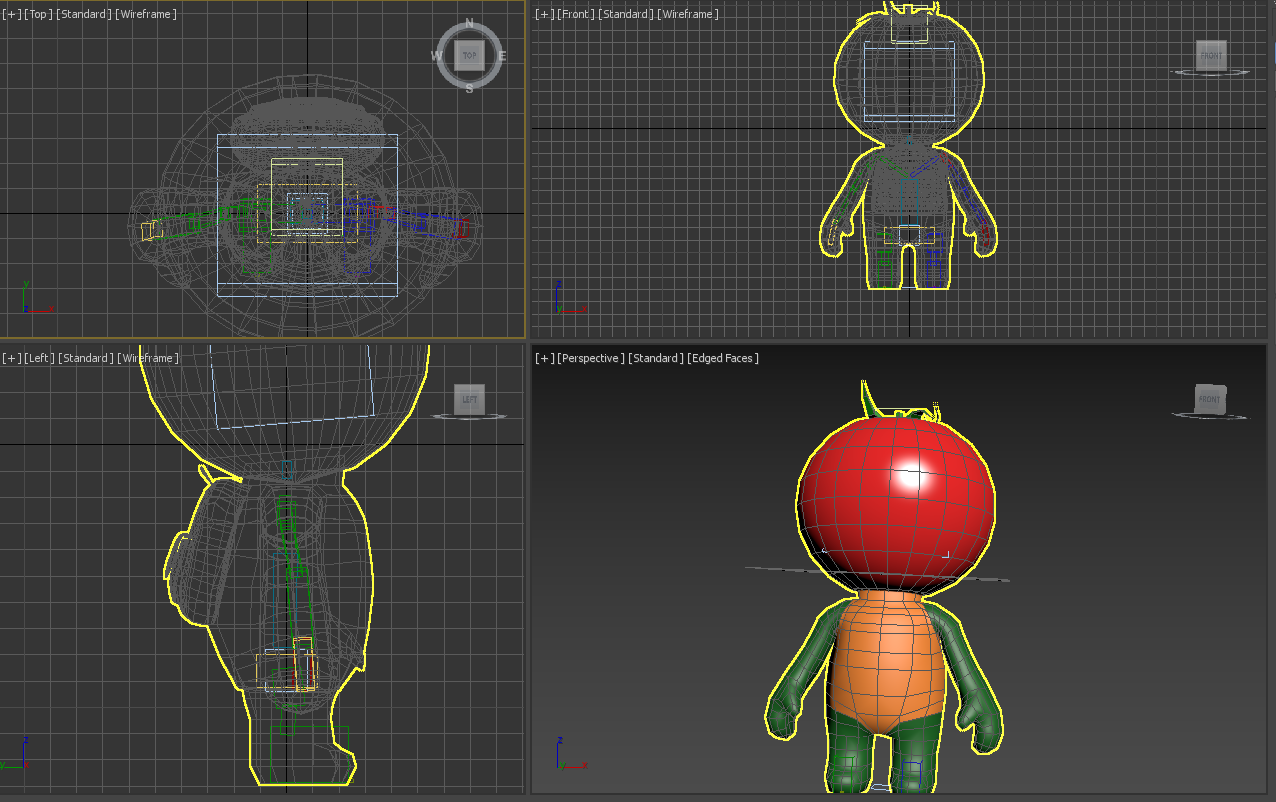 [+] [Top] [Standard] [Wireframe]
N
W TOP E
S
y
z x
[+] [Front] [Standard] [Wireframe]
FRONT
z
y x
[+] [Left] [Standard] [Wireframe]
LEFT
z
y x
[+] [Perspective] [Standard] [Edged Faces]
FRONT
z
y x